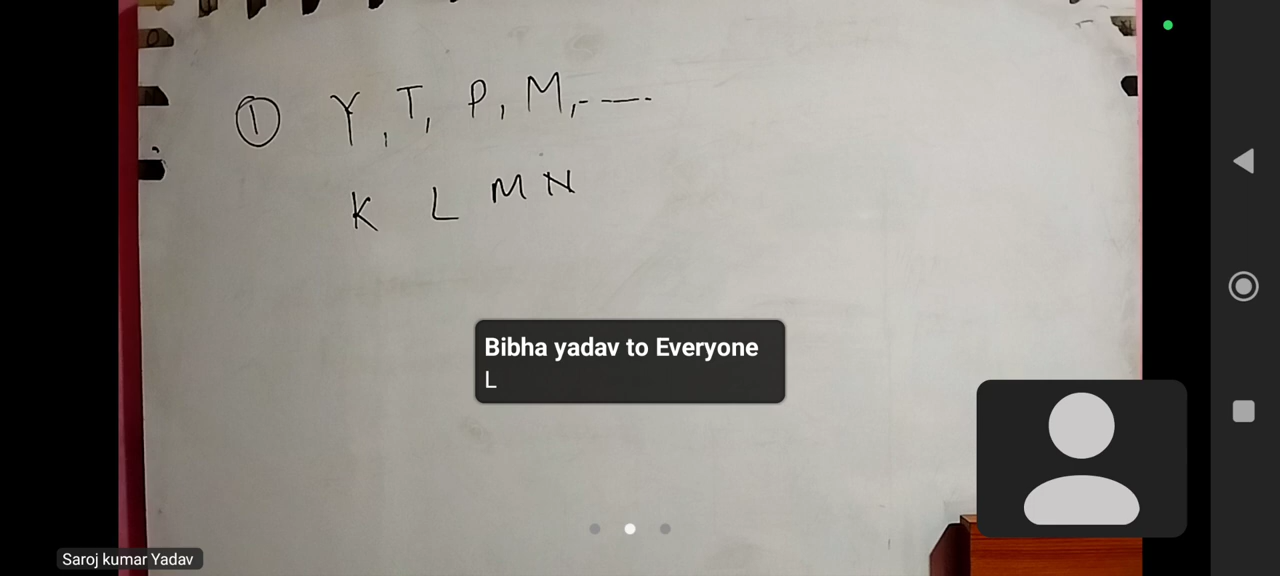 ① Y, T, P, M, - —-
K L M N
Bibha yadav to Everyone
L
Saroj kumar Yadav